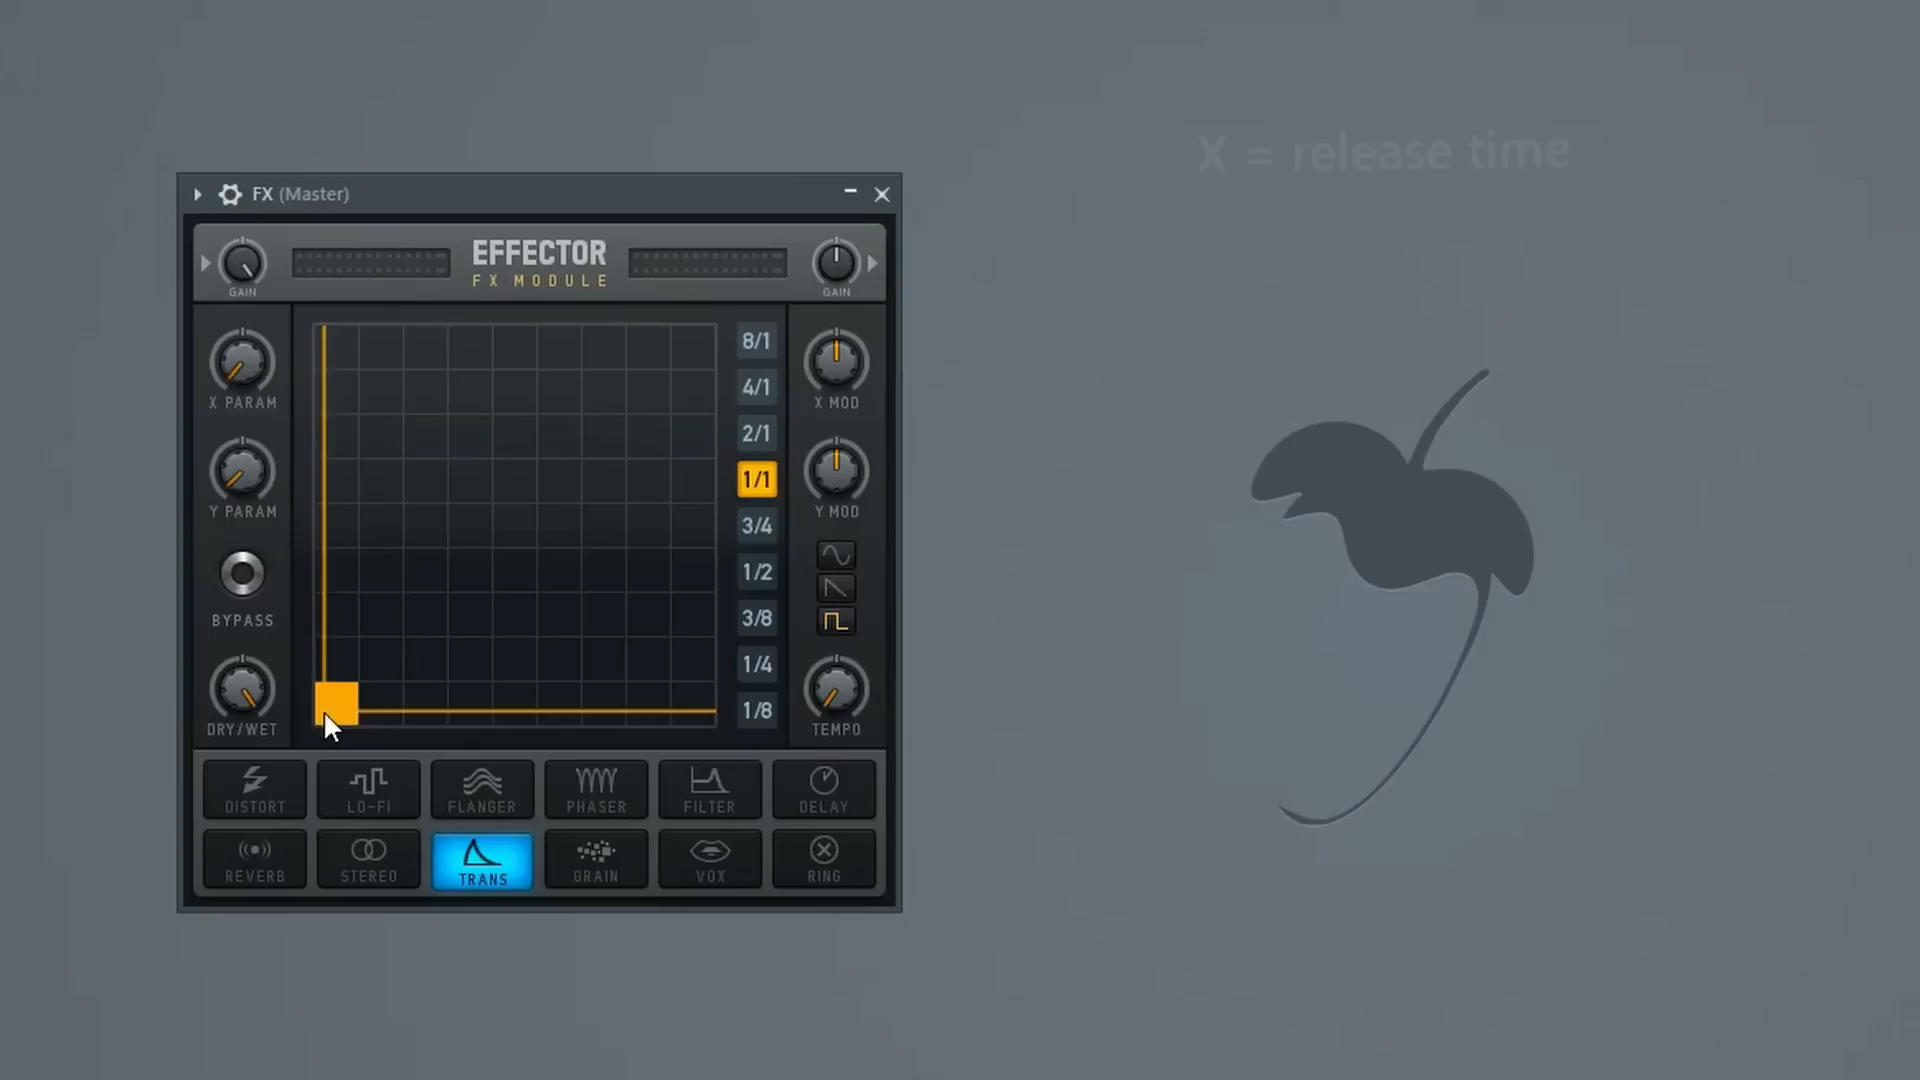 X = release time
FX (Master)
EFFECTOR
FX MODULE
GAIN
GAIN
X PARAM
Y PARAM
BYPASS
DRY/WET
8/1
4/1
2/1
1/1
3/4
1/2
3/8
1/4
1/8
X MOD
Y MOD
TEMPO
DISTORT
LO-FI
FLANGER
PHASER
FILTER
DELAY
REVERB
STEREO
TRANS
GRAIN
VOX
RING